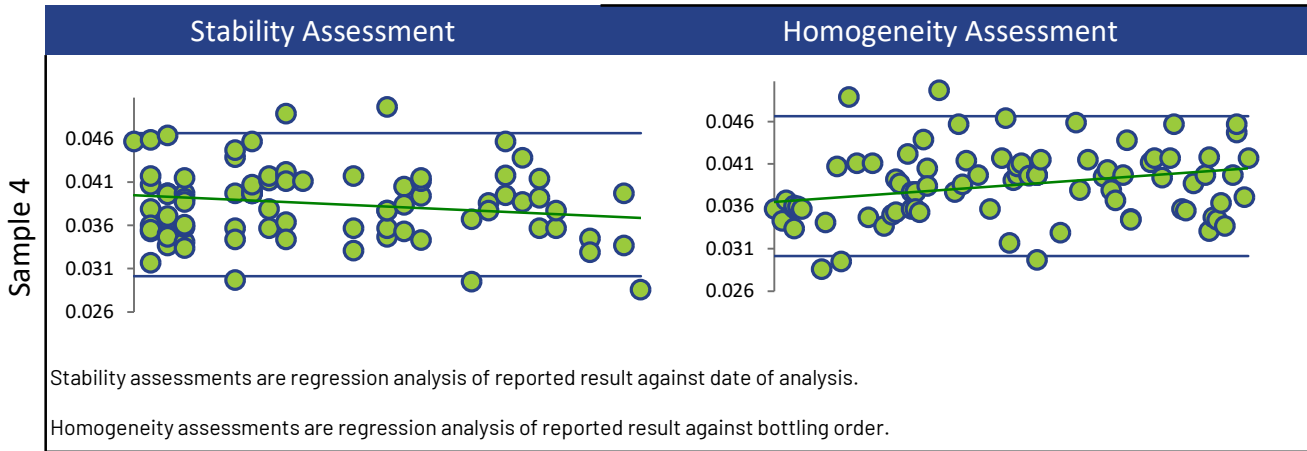 Stability Assessment
Homogeneity Assessment
Sample 4
0.046
0.041
0.036
0.031
0.026
0.046
0.041
0.036
0.031
0.026
Stability assessments are regression analysis of reported result against date of analysis.
Homogeneity assessments are regression analysis of reported result against bottling order.